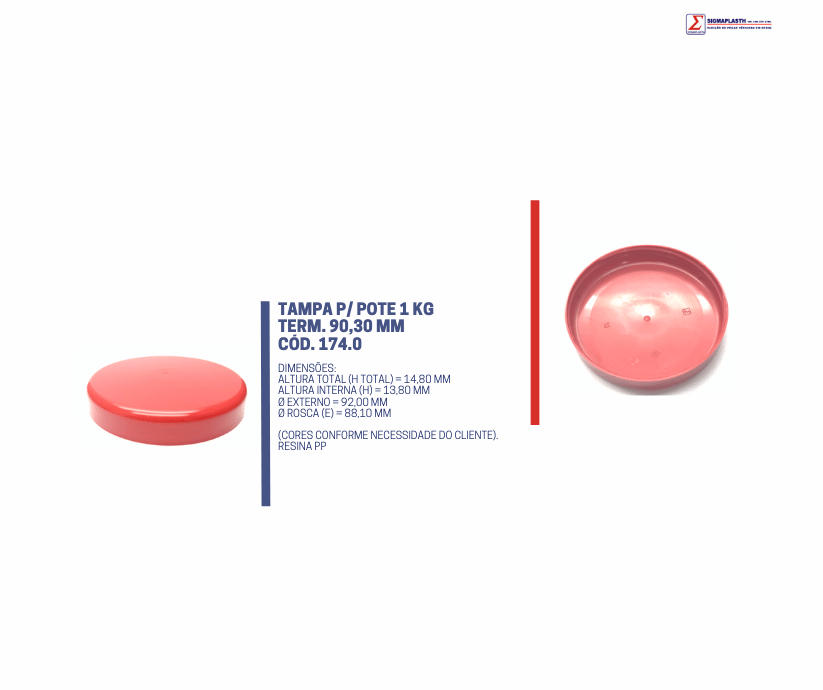 SIGMAPLASTH
TAMPA P/ POTE 1 KG
TERM. 90,30 MM
CÓD. 174.0
DIMENSÕES:
ALTURA TOTAL (H TOTAL) = 14,80 MM
ALTURA INTERNA (H) = 13,80 MM
Ø EXTERNO = 92,00 MM
Ø ROSCA (E) = 88,10 MM
(CORES CONFORME NECESSIDADE DO CLIENTE).
RESINA PP